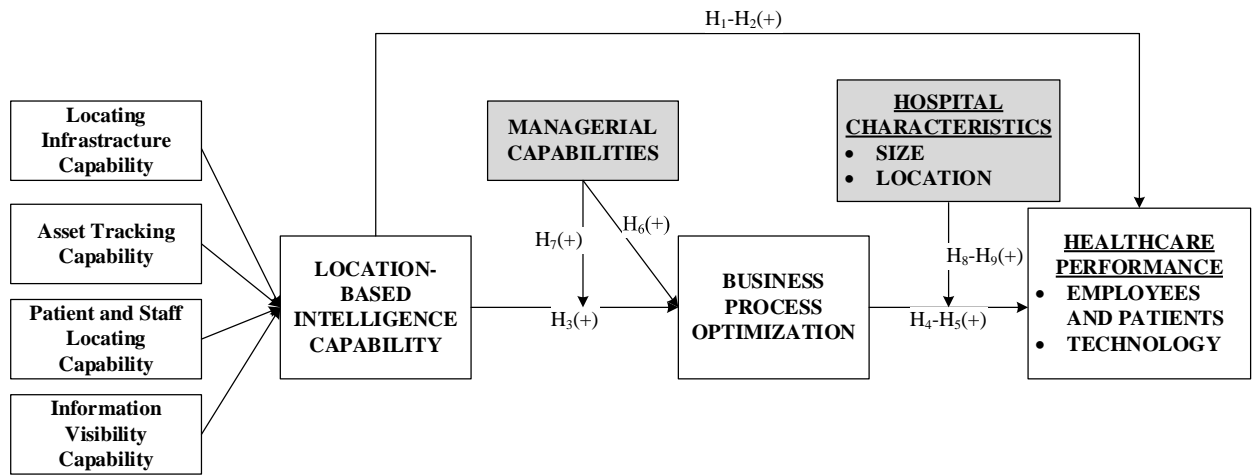 H1-H2(+)
Locating
Infrastracture
Capability
Asset Tracking
Capability
Patient and Staff
Locating
Capability
Information
Visibility
Capability
LOCATION-
BASED
INTELLIGENCE
CAPABILITY
MANAGERIAL
CAPABILITIES
H7(+)
H6(+)
H3(+)
BUSINESS
PROCESS
OPTIMIZATION
HOSPITAL
CHARACTERISTICS
• SIZE
• LOCATION
H8-H9(+)
H4-H5(+)
HEALTHCARE
PERFORMANCE
• EMPLOYEES
AND PATIENTS
• TECHNOLOGY